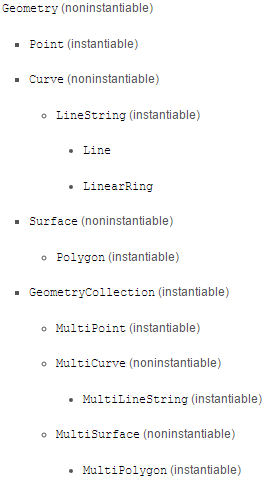 Geometry (noninstantiable)
Point (instantiable)
Curve (noninstantiable)
LineString (instantiable)
Line
LinearRing
Surface (noninstantiable)
Polygon (instantiable)
GeometryCollection (instantiable)
MultiPoint (instantiable)
MultiCurve (noninstantiable)
MultiLineString (instantiable)
MultiSurface (noninstantiable)
MultiPolygon (instantiable)